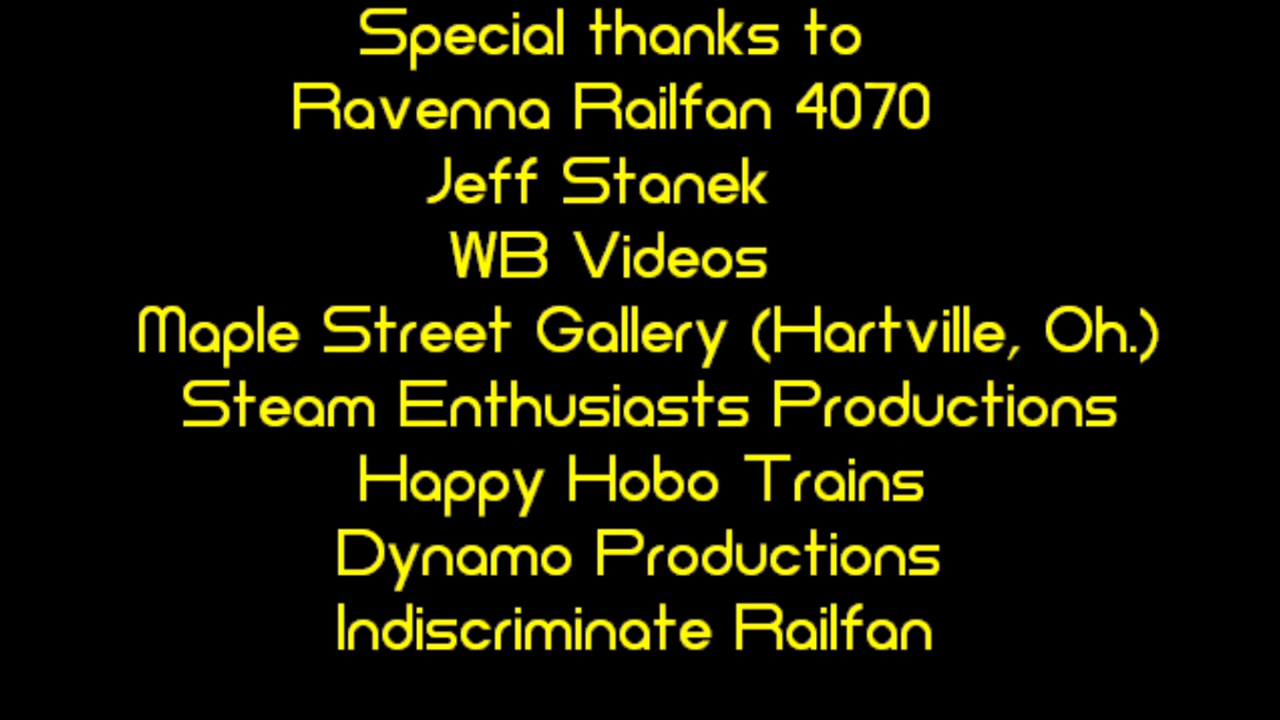 Special thanks to
Ravenna Railfan 4070
Jeff Stanek
WB Videos
Maple Street Gallery (Hartville, Oh.)
Steam Enthusiasts Productions
Happy Hobo Trains
Dynamo Productions
Indiscriminate Railfan